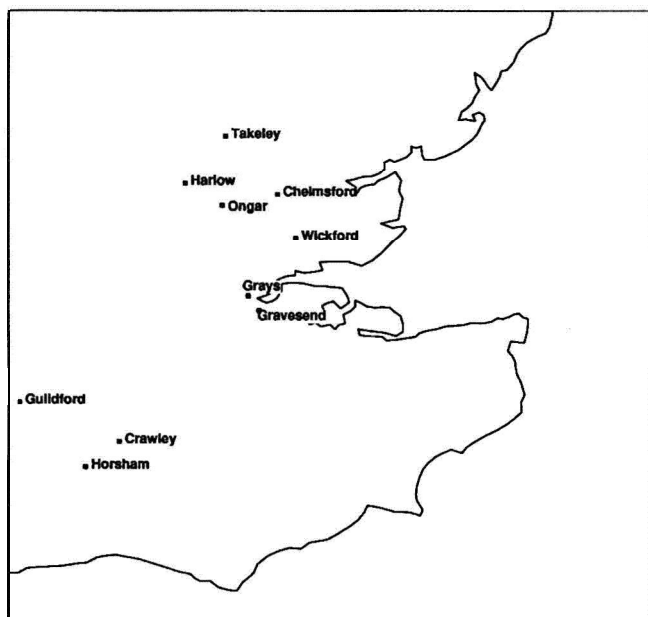 Takeley
Harlow
Chelmsford
Ongar
Wickford
Grays
Gravesend
Guildford
Crawley
Horsham